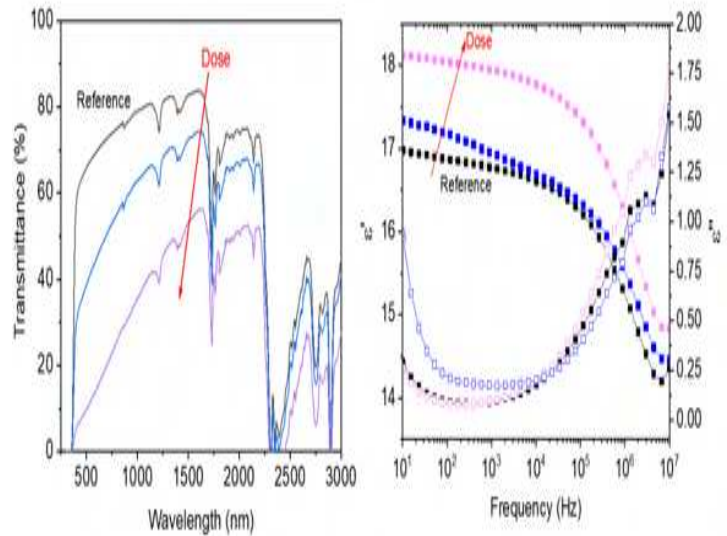 100
80
60
40
20
0
Transmittance (%)
Reference
Dose
500 1000 1500 2000 2500 3000
Wavelength (nm)
18
17
16
15
14
ε'
Dose
Reference
2.00
1.75
1.50
1.25
1.00
0.75
0.50
0.25
0.00
ε''
10¹ 10² 10³ 10⁴ 10⁵ 10⁶ 10⁷
Frequency (Hz)